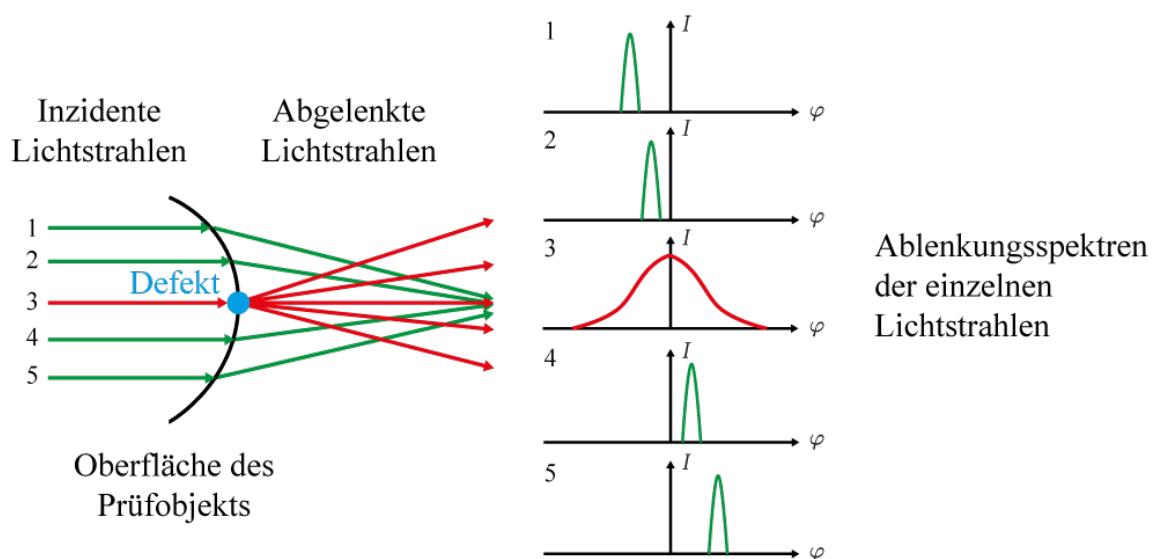 Inzidente
Lichtstrahlen
Abgelenkte
Lichtstrahlen
1
2
3
4
5
Defekt
Oberfläche des
Prüfobjekts
1
I
φ
2
I
φ
3
I
φ
4
I
φ
5
I
φ
Ablenkungsspektren
der einzelnen
Lichtstrahlen